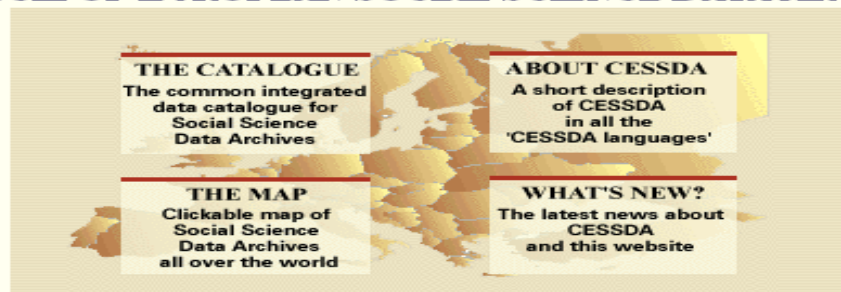 THE CATALOGUE
The common integrated
data catalogue for
Social Science
Data Archives
ABOUT CESSDA
A short description
of CESSDA
in all the
'CESSDA languages'
THE MAP
Clickable map of
Social Science
Data Archives
all over the world
WHAT'S NEW?
The latest news about
CESSDA
and this website